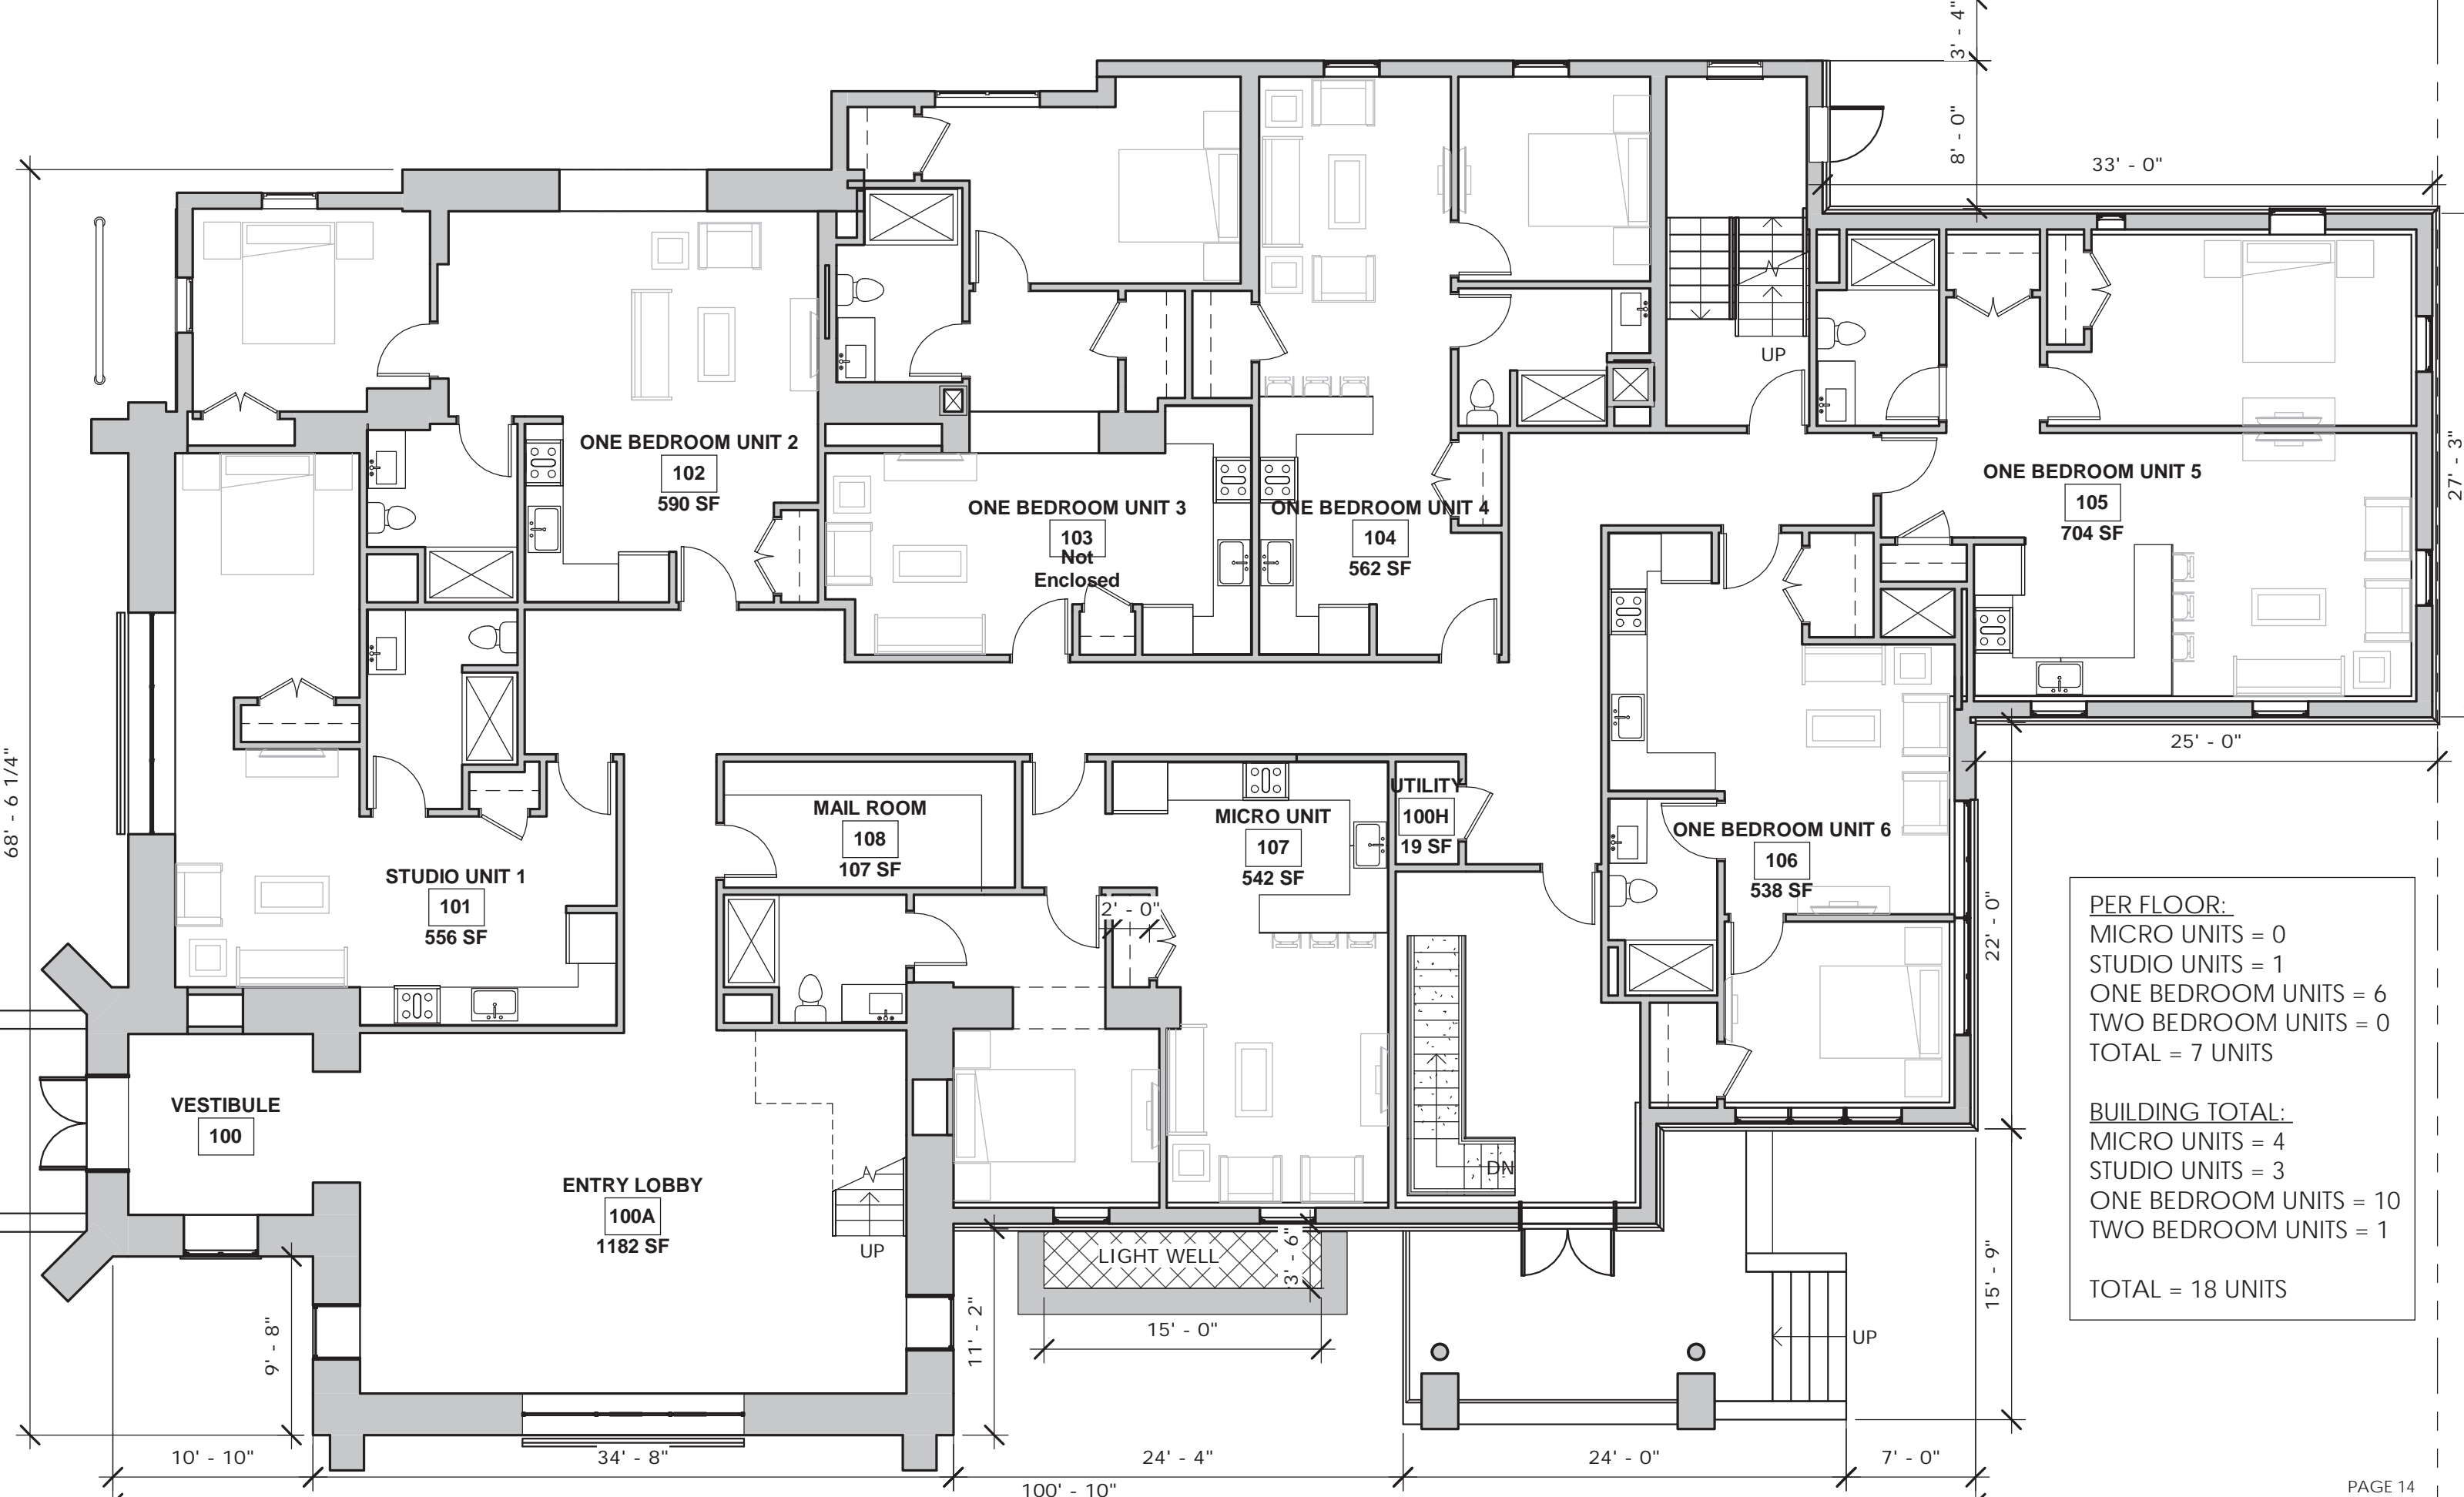 3' - 4"
8' - 0"
33' - 0"
UP
ONE BEDROOM UNIT 2
102
590 SF
ONE BEDROOM UNIT 3
103
Not
Enclosed
ONE BEDROOM UNIT 4
104
562 SF
ONE BEDROOM UNIT 5
105
704 SF
27' - 3"
25' - 0"
68' - 6 1/4"
MAIL ROOM
108
107 SF
MICRO UNIT
107
542 SF
UTILITY
100H
19 SF
ONE BEDROOM UNIT 6
106
538 SF
STUDIO UNIT 1
101
556 SF
2' - 0"
22' - 0"
PER FLOOR:
MICRO UNITS = 0
STUDIO UNITS = 1
ONE BEDROOM UNITS = 6
TWO BEDROOM UNITS = 0
TOTAL = 7 UNITS
BUILDING TOTAL:
MICRO UNITS = 4
STUDIO UNITS = 3
ONE BEDROOM UNITS = 10
TWO BEDROOM UNITS = 1
TOTAL = 18 UNITS
VESTIBULE
100
ENTRY LOBBY
100A
1182 SF
UP
DN
LIGHT WELL
3' - 6"
15' - 0"
11' - 2"
9' - 8"
15' - 9"
UP
10' - 10"
34' - 8"
24' - 4"
24' - 0"
7' - 0"
100' - 10"
PAGE 14